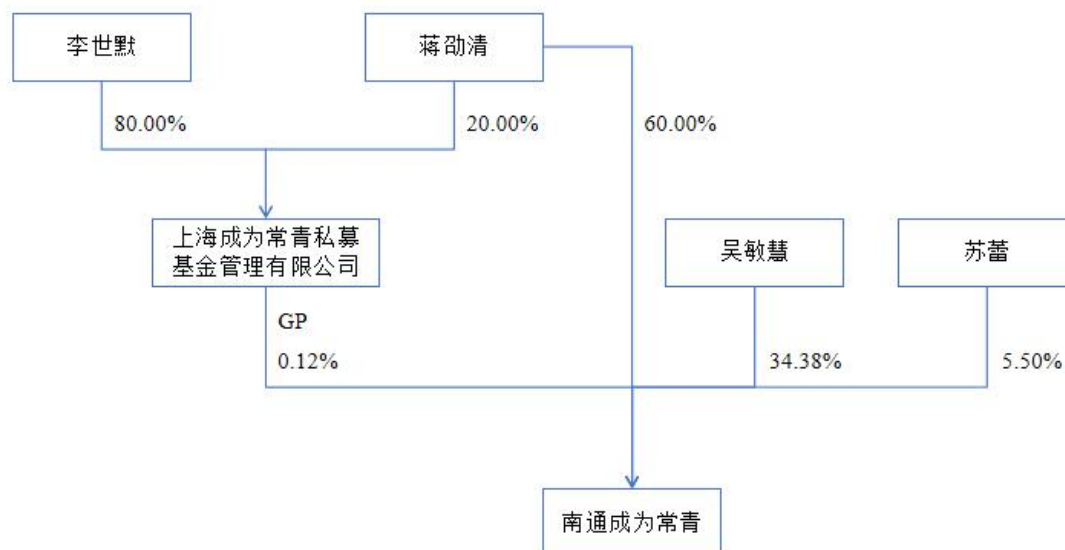 李世默
蒋劭清
80.00%
20.00%
60.00%
上海成为常青私募
基金管理有限公司
吴敏慧
苏蕾
GP
0.12%
34.38%
5.50%
南通成为常青